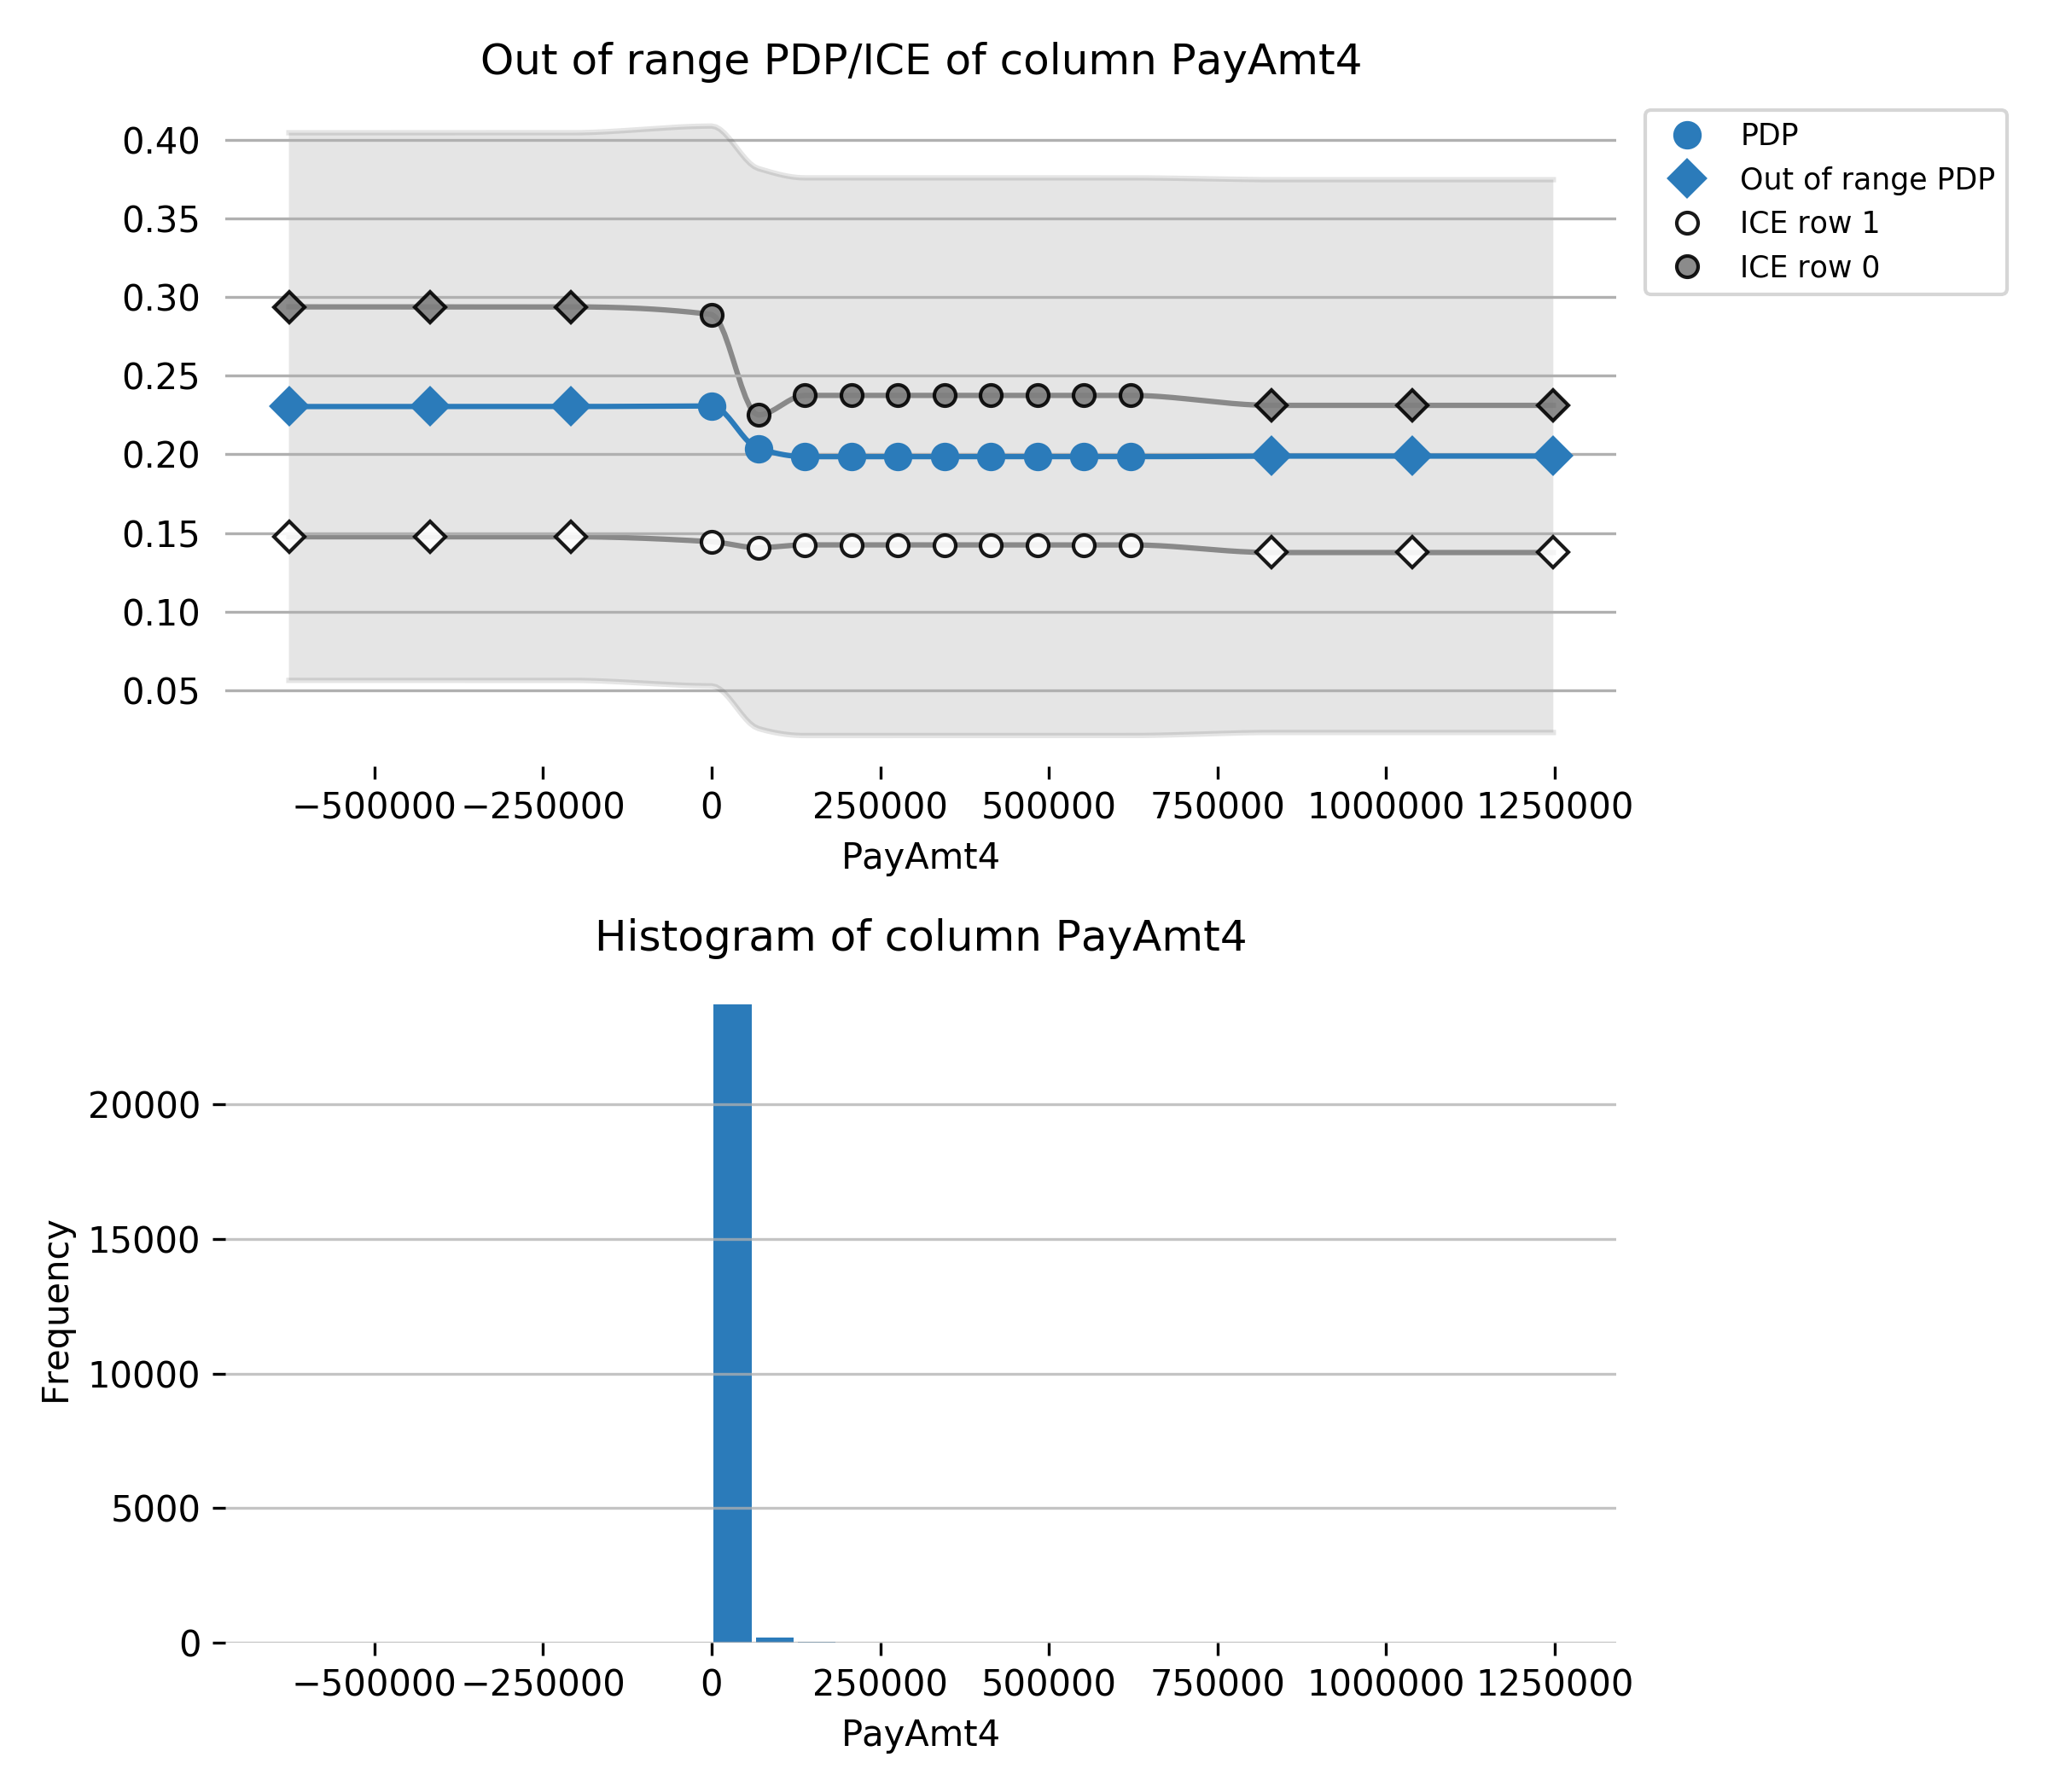 Out of range PDP/ICE of column PayAmt4
PDP
Out of range PDP
ICE row 1
ICE row 0
0.40
0.35
0.30
0.25
0.20
0.15
0.10
0.05
−500000 −250000 0 250000 500000 750000 1000000 1250000
PayAmt4
Histogram of column PayAmt4
Frequency
20000
15000
10000
5000
0
−500000 −250000 0 250000 500000 750000 1000000 1250000
PayAmt4